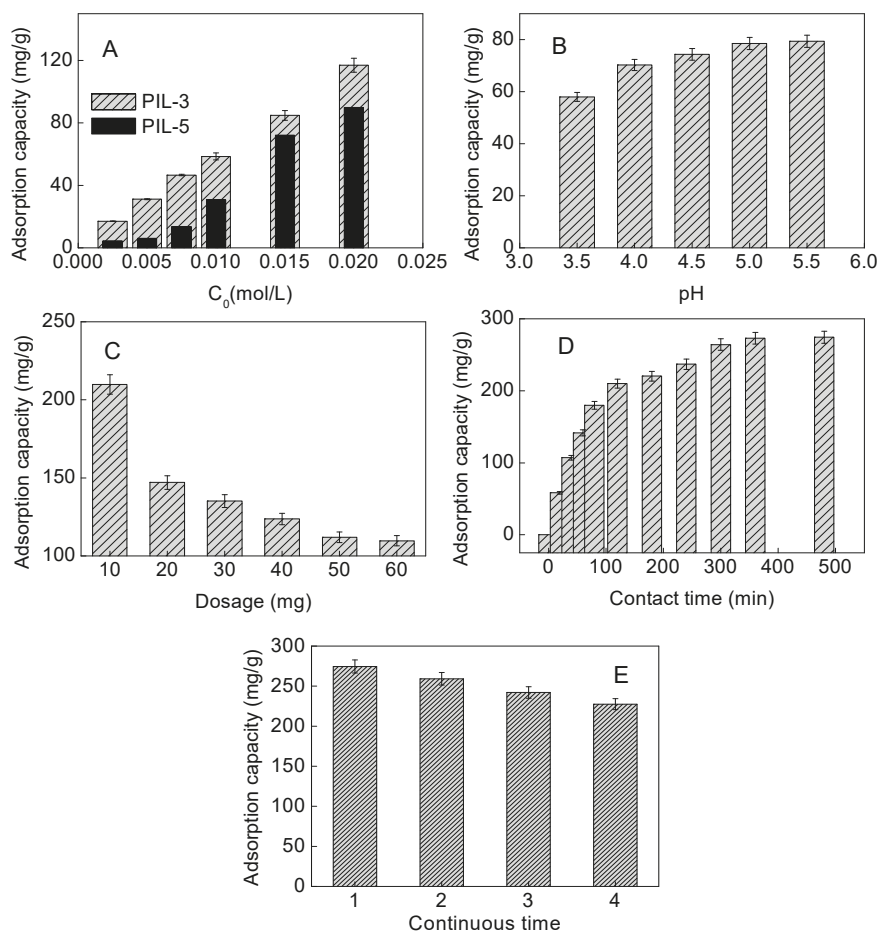 A
Adsorption capacity (mg/g)
120
80
40
0
PIL-3
PIL-5
0.000 0.005 0.010 0.015 0.020 0.025
C0(mol/L)
B
Adsorption capacity (mg/g)
80
60
40
20
0
3.0 3.5 4.0 4.5 5.0 5.5 6.0
pH
C
Adsorption capacity (mg/g)
250
200
150
100
10 20 30 40 50 60
Dosage (mg)
D
Adsorption capacity (mg/g)
300
200
100
0
0 100 200 300 400 500
Contact time (min)
E
Adsorption capacity (mg/g)
300
250
200
150
100
50
0
1 2 3 4
Continuous time